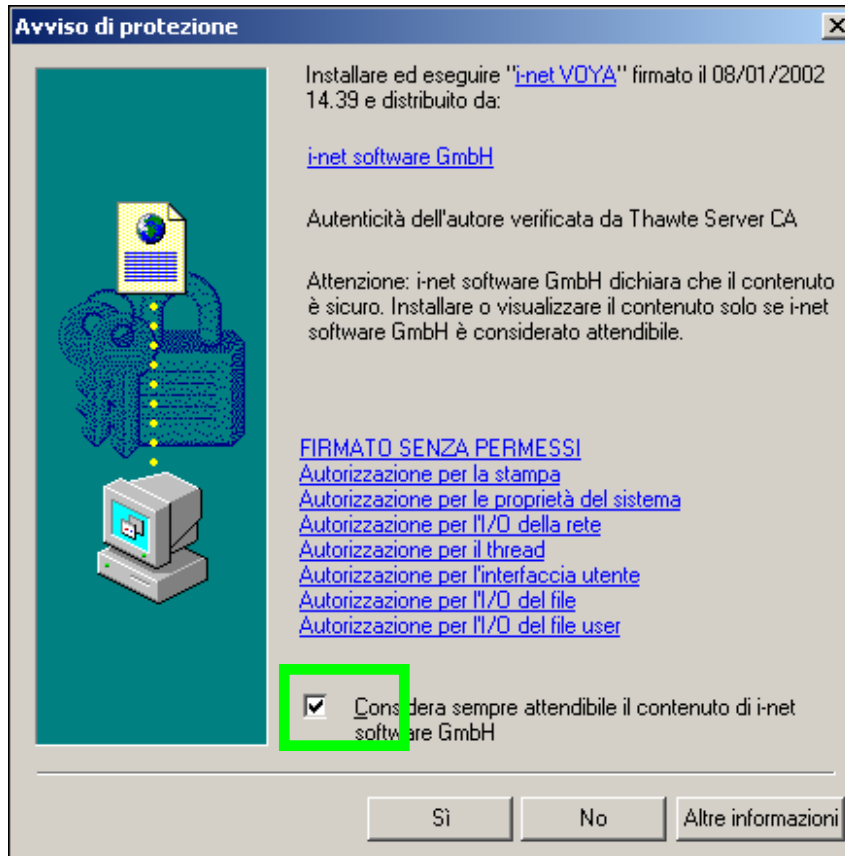 Avviso di protezione
Installare ed eseguire "i-net VOYA" firmato il 08/01/2002
14.39 e distribuito da:
i-net software GmbH
Autenticità dell'autore verificata da Thawte Server CA
Attenzione: i-net software GmbH dichiara che il contenuto
è sicuro. Installare o visualizzare il contenuto solo se i-net
software GmbH è considerato attendibile.
FIRMATO SENZA PERMESSI
Autorizzazione per la stampa
Autorizzazione per le proprietà del sistema
Autorizzazione per l'I/O della rete
Autorizzazione per il thread
Autorizzazione per l'interfaccia utente
Autorizzazione per l'I/O del file
Autorizzazione per l'I/O del file user
Considera sempre attendibile il contenuto di i-net
software GmbH
Sì No Altre informazioni